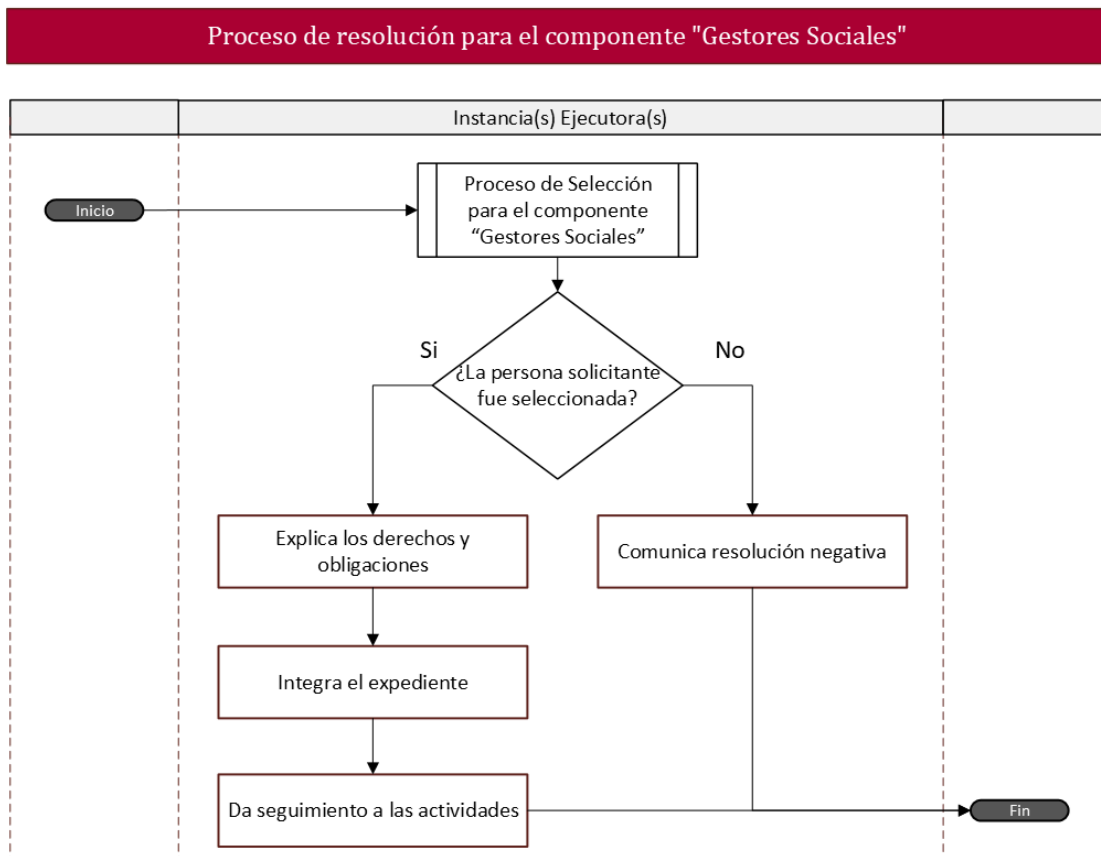 Proceso de resolución para el componente "Gestores Sociales"
Instancia(s) Ejecutora(s)
Inicio
Proceso de Selección
para el componente
“Gestores Sociales”
Si
No
¿La persona solicitante
fue seleccionada?
Explica los derechos y
obligaciones
Comunica resolución negativa
Integra el expediente
Da seguimiento a las actividades
Fin